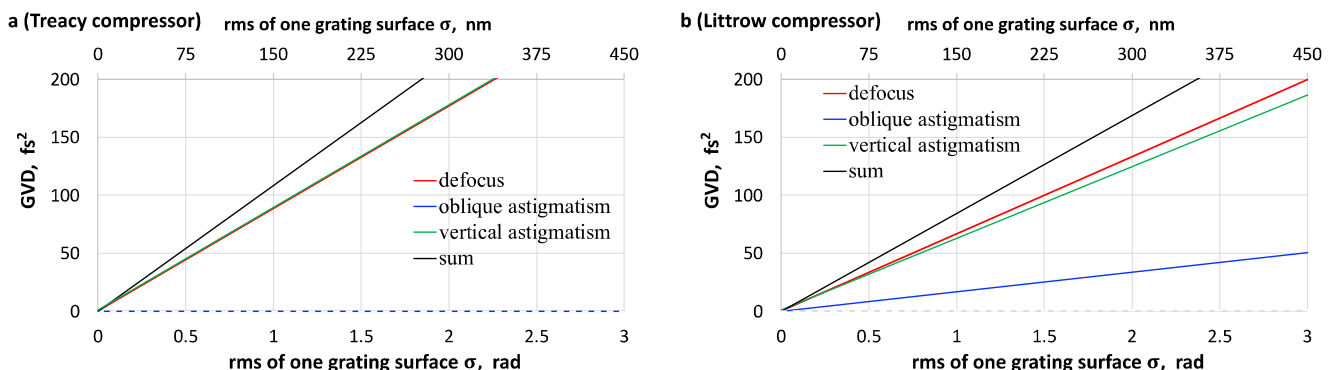 a (Treacy compressor)
rms of one grating surface σ, nm
0 75 150 225 300 375 450
200
150
100
50
0
GVD, fs²
defocus
oblique astigmatism
vertical astigmatism
sum
0 0.5 1 1.5 2 2.5 3
rms of one grating surface σ, rad
b (Littrow compressor)
rms of one grating surface σ, nm
0 75 150 225 300 375 450
200
150
100
50
0
GVD, fs²
defocus
oblique astigmatism
vertical astigmatism
sum
0 0.5 1 1.5 2 2.5 3
rms of one grating surface σ, rad